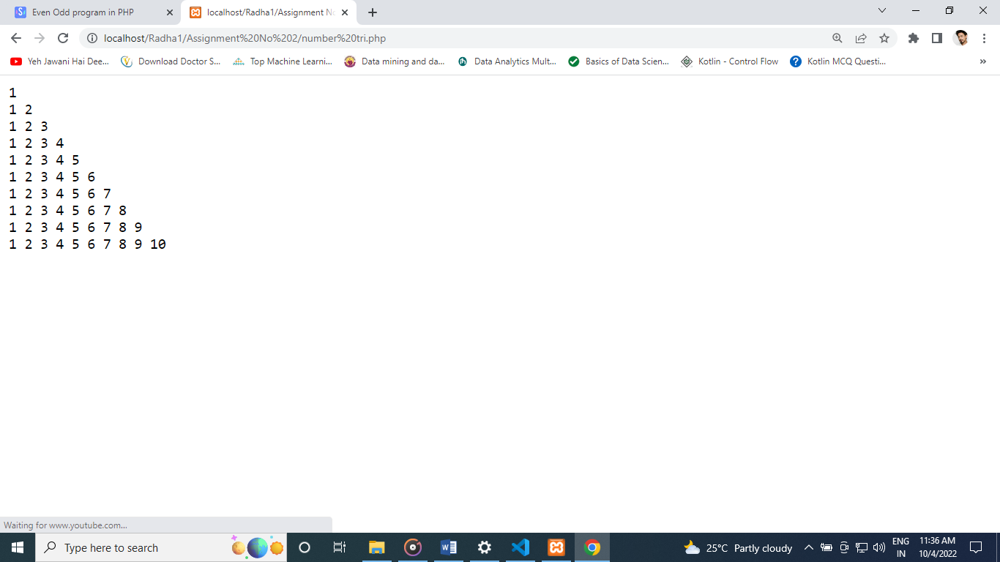 Even Odd program in PHP
localhost/Radha1/Assignment No
localhost/Radha1/Assignment%20No%202/number%20tri.php
Yeh Jawani Hai Dee... Download Doctor S... Top Machine Learni... Data mining and da... Data Analytics Mult... Basics of Data Scien... Kotlin - Control Flow Kotlin MCQ Questi... »
1
1 2
1 2 3
1 2 3 4
1 2 3 4 5
1 2 3 4 5 6
1 2 3 4 5 6 7
1 2 3 4 5 6 7 8
1 2 3 4 5 6 7 8 9
1 2 3 4 5 6 7 8 9 10
Waiting for www.youtube.com...
Type here to search
25°C Partly cloudy
ENG
IN
11:36 AM
10/4/2022